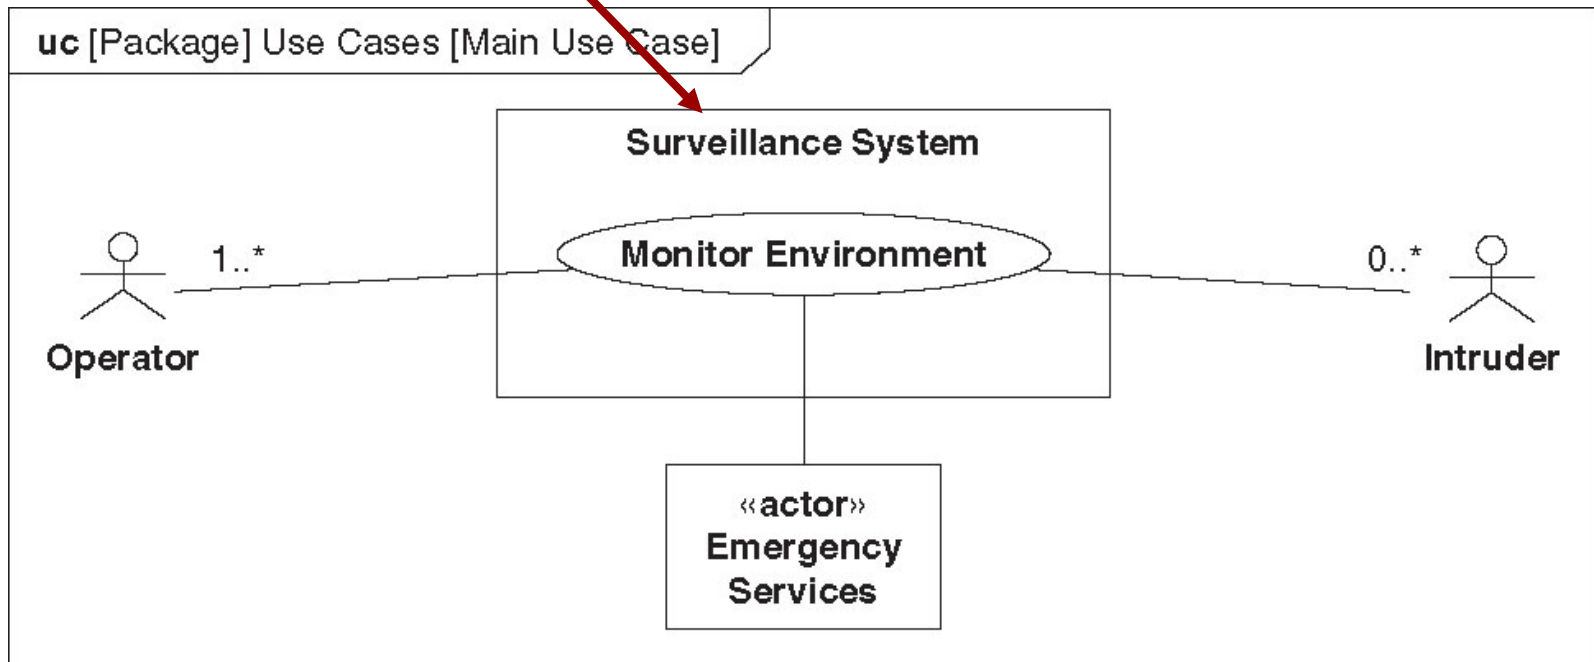 uc [Package] Use Cases [Main Use Case]
Surveillance System
Monitor Environment
1..*
0..*
Operator
Intruder
«actor»
Emergency
Services